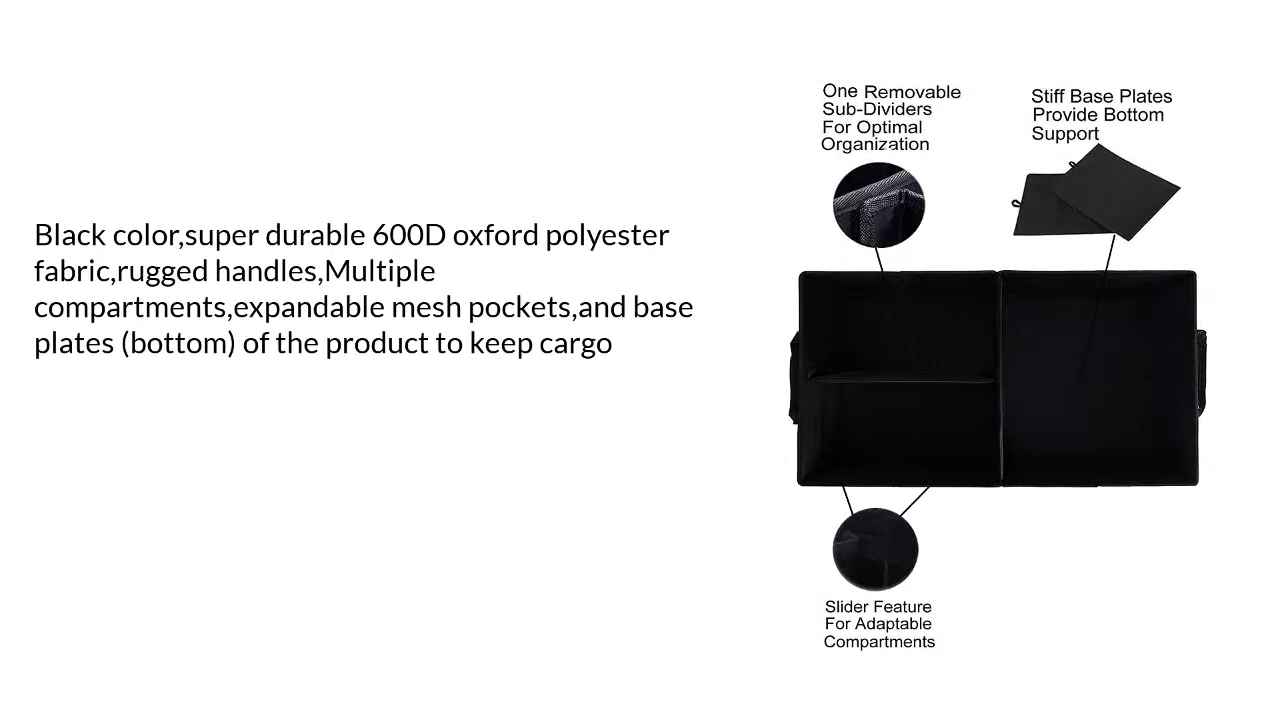 Black color,super durable 600D oxford polyester
fabric,rugged handles,Multiple
compartments,expandable mesh pockets,and base
plates (bottom) of the product to keep cargo
One Removable
Sub-Dividers
For Optimal
Organization
Stiff Base Plates
Provide Bottom
Support
Slider Feature
For Adaptable
Compartments